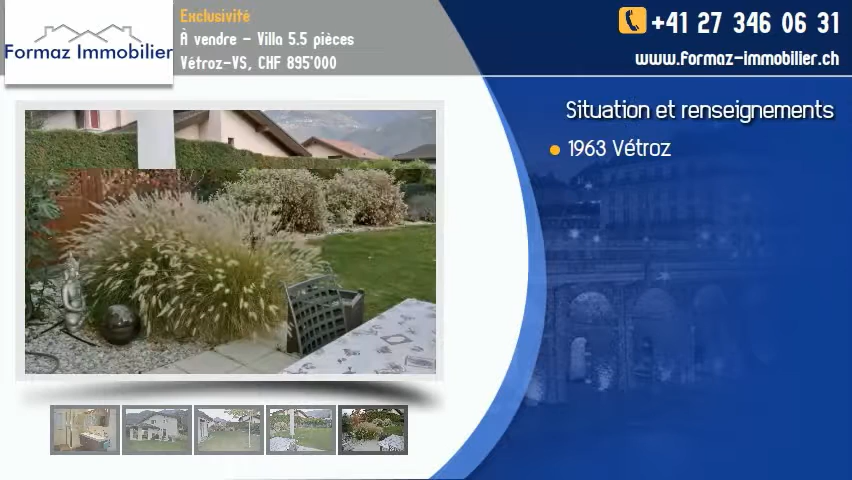 Formaz Immobilier
Exclusivité
À vendre - Villa 5.5 pièces
Vétroz-VS, CHF 895'000
+41 27 346 06 31
www.formaz-immobilier.ch
Situation et renseignements
1963 Vétroz